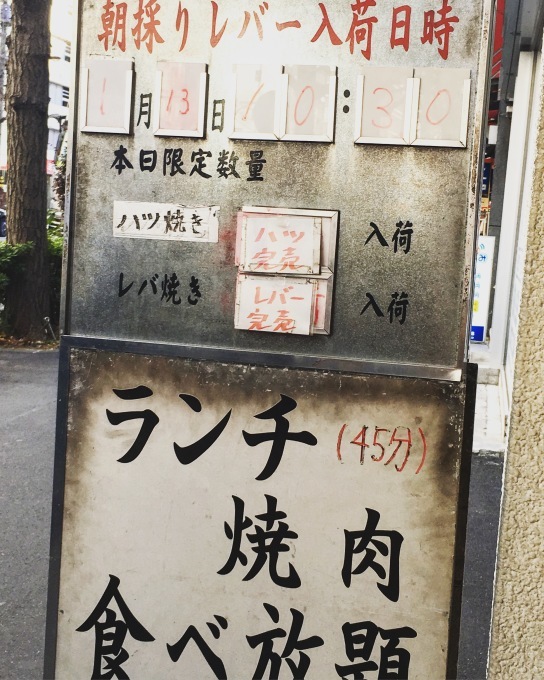 朝採りレバー入荷日時
1月13日10:30
本日限定数量
ハツ焼き ハツ完売 入荷
レバ焼き レバー完売 入荷
ランチ(45分)
焼肉
食べ放題